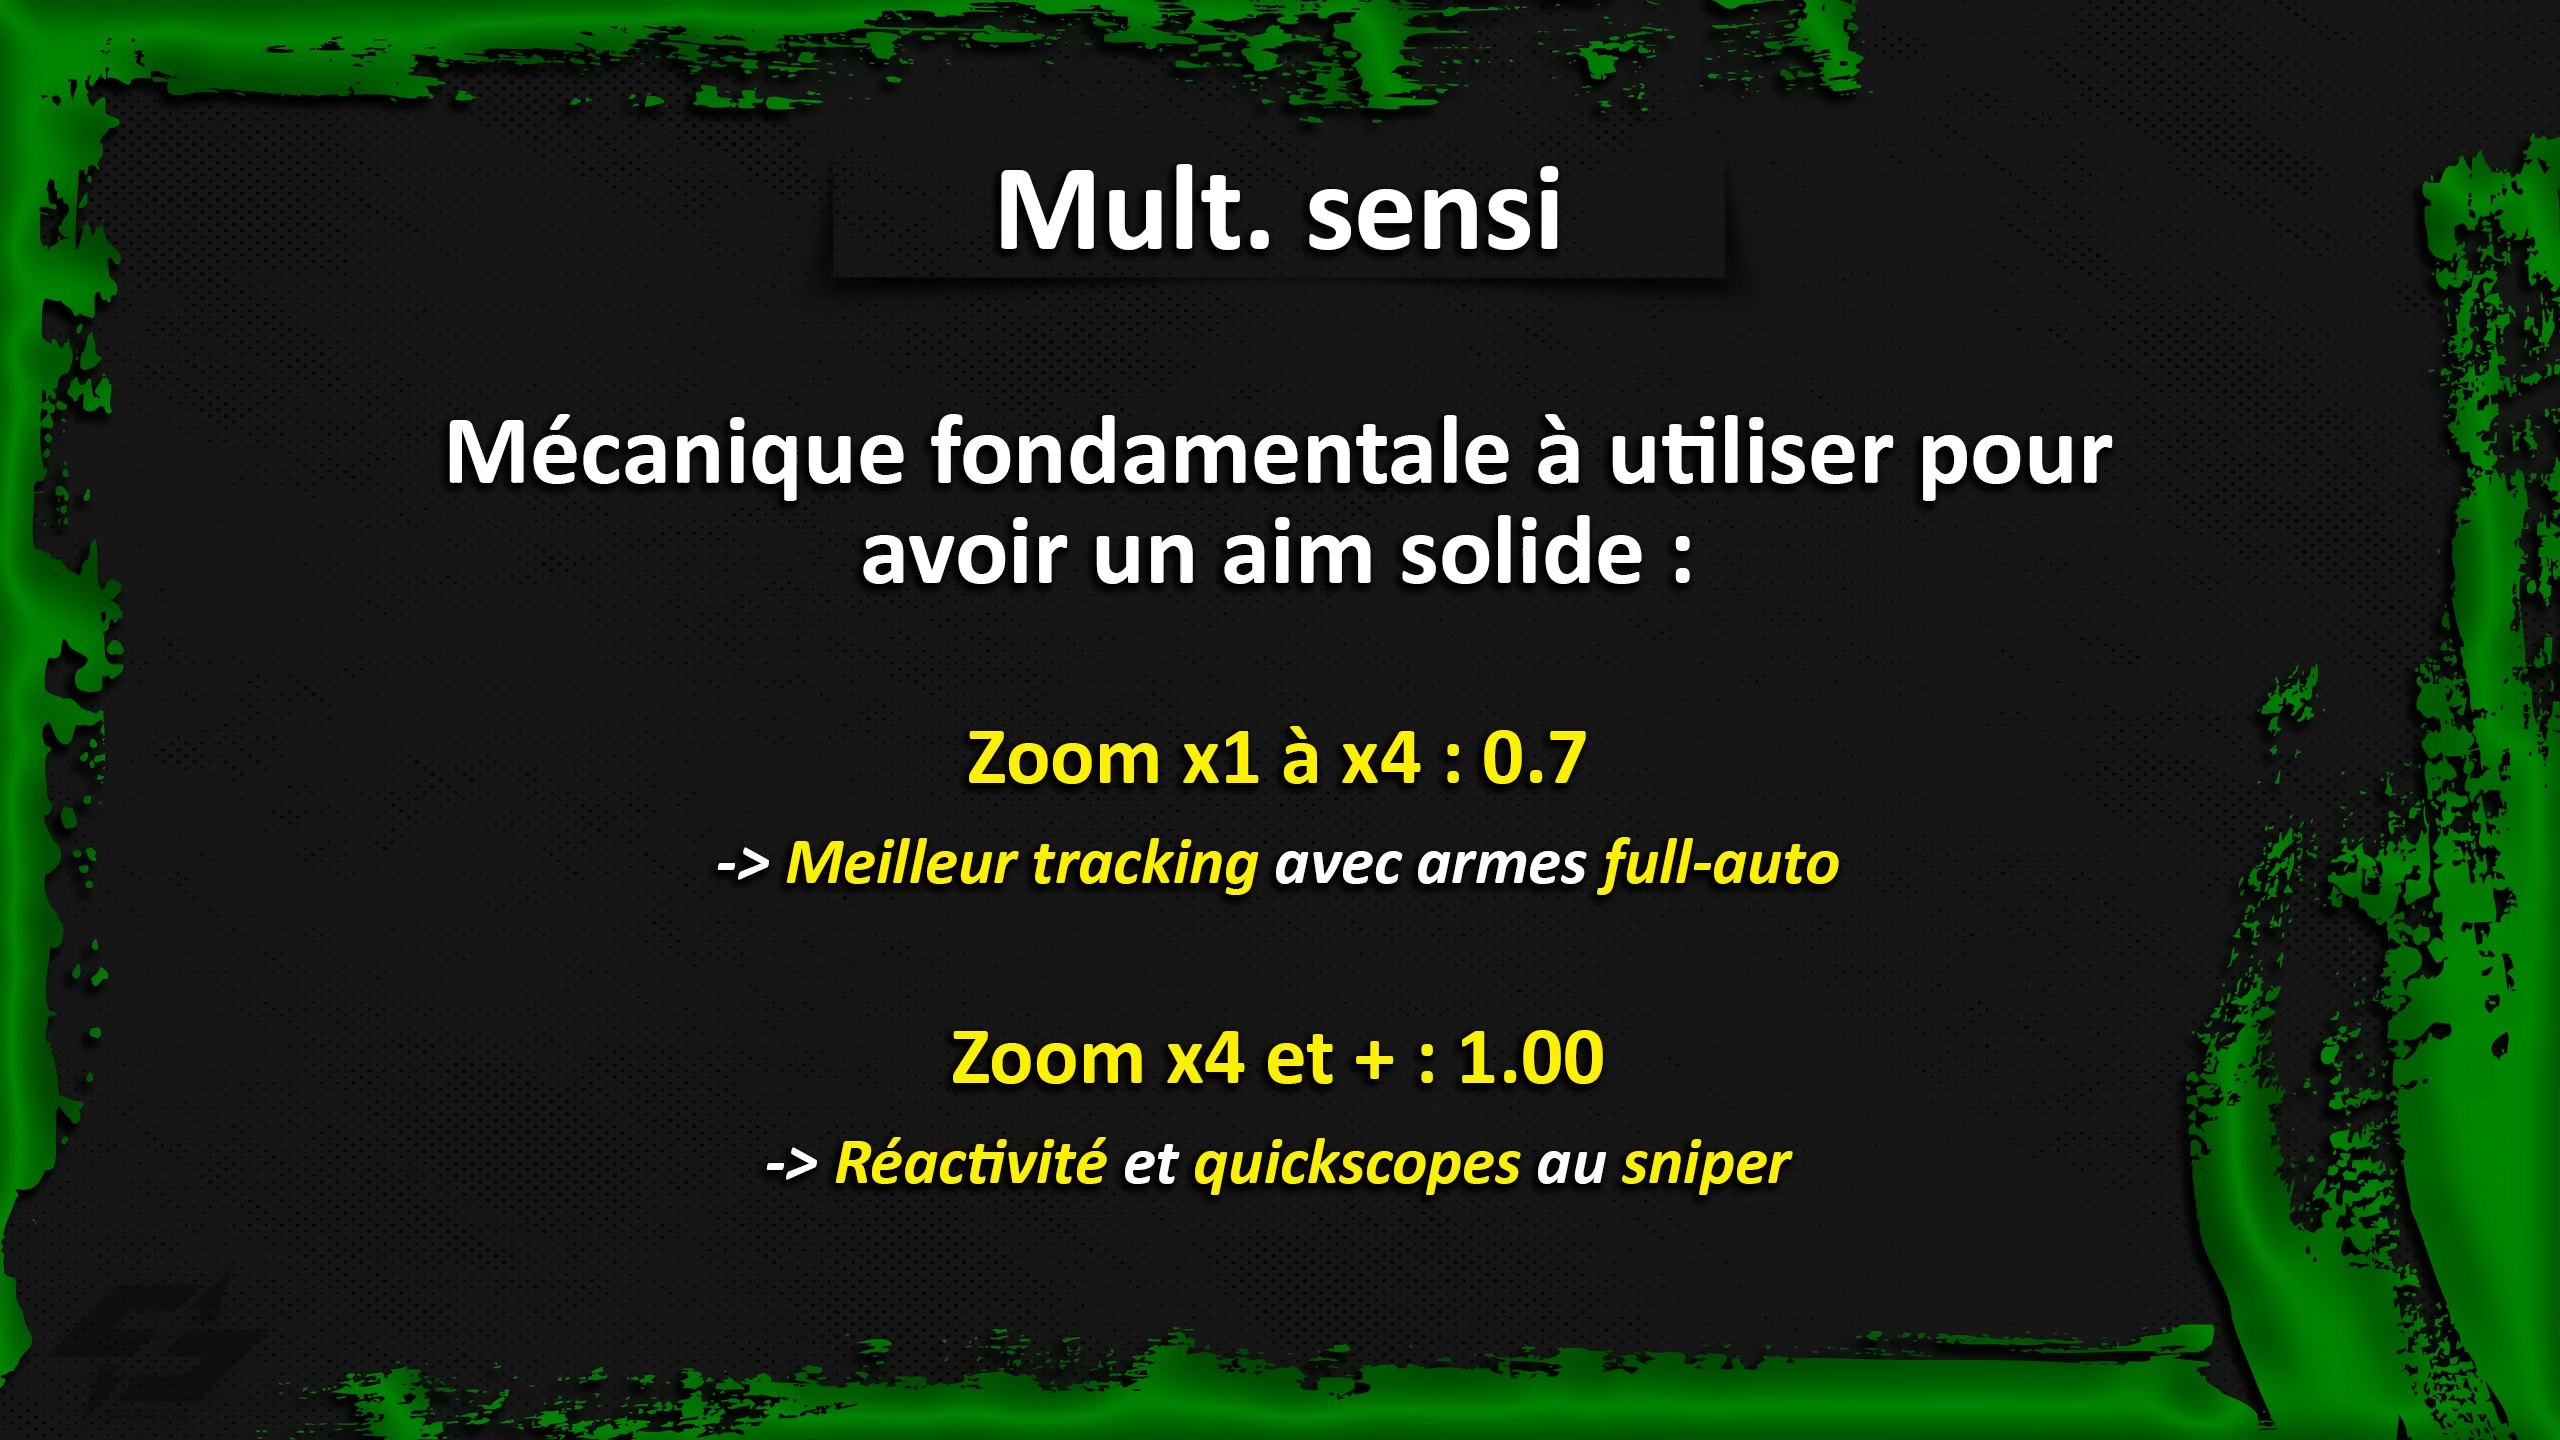 Mult. sensi
Mécanique fondamentale à utiliser pour
avoir un aim solide :
Zoom x1 à x4 : 0.7
-> Meilleur tracking avec armes full-auto
Zoom x4 et + : 1.00
-> Réactivité et quickscopes au sniper